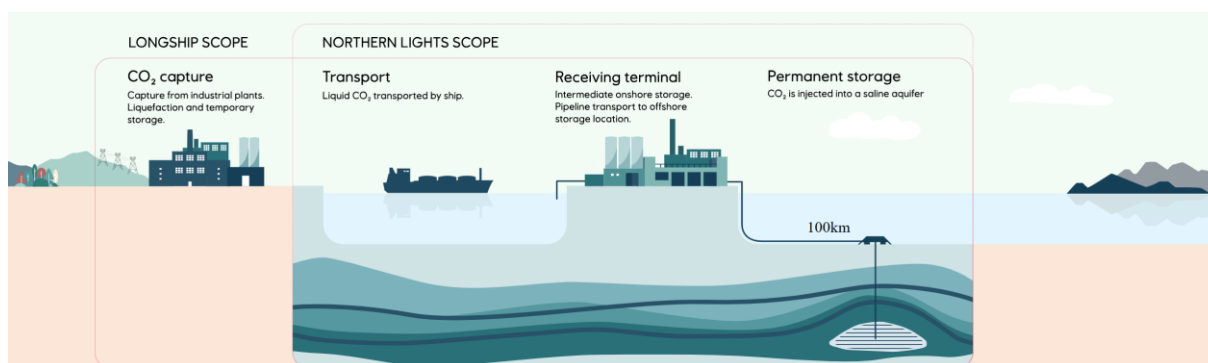 LONGSHIP SCOPE
NORTHERN LIGHTS SCOPE
CO₂ capture
Capture from industrial plants.
Liquefaction and temporary
storage.
Transport
Liquid CO₂ transported by ship.
Receiving terminal
Intermediate onshore storage.
Pipeline transport to offshore
storage location.
Permanent storage
CO₂ is injected into a saline aquifer
100km